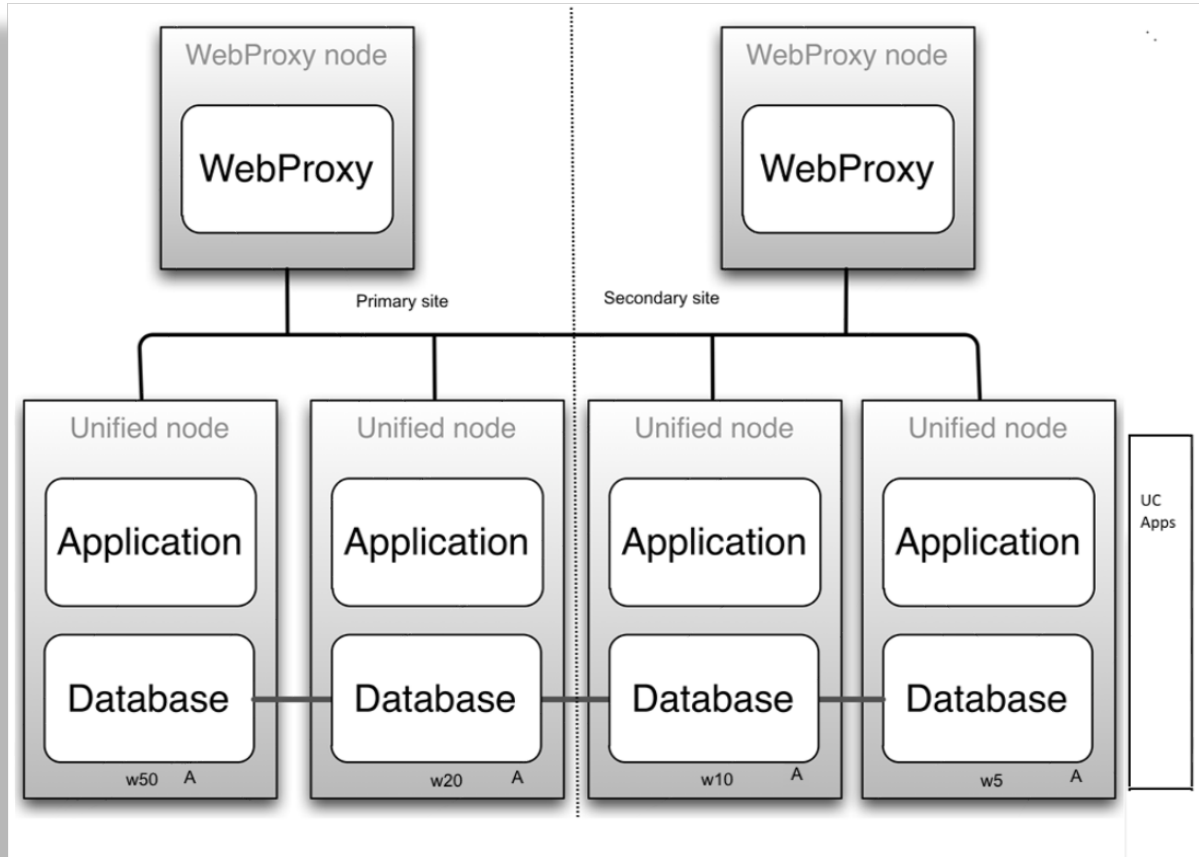 WebProxy node
WebProxy node
WebProxy
WebProxy
Primary site
Secondary site
Unified node
Unified node
Unified node
Unified node
UC
Apps
Application
Application
Application
Application
Database
Database
Database
Database
w50 A
w20 A
w10 A
w5 A